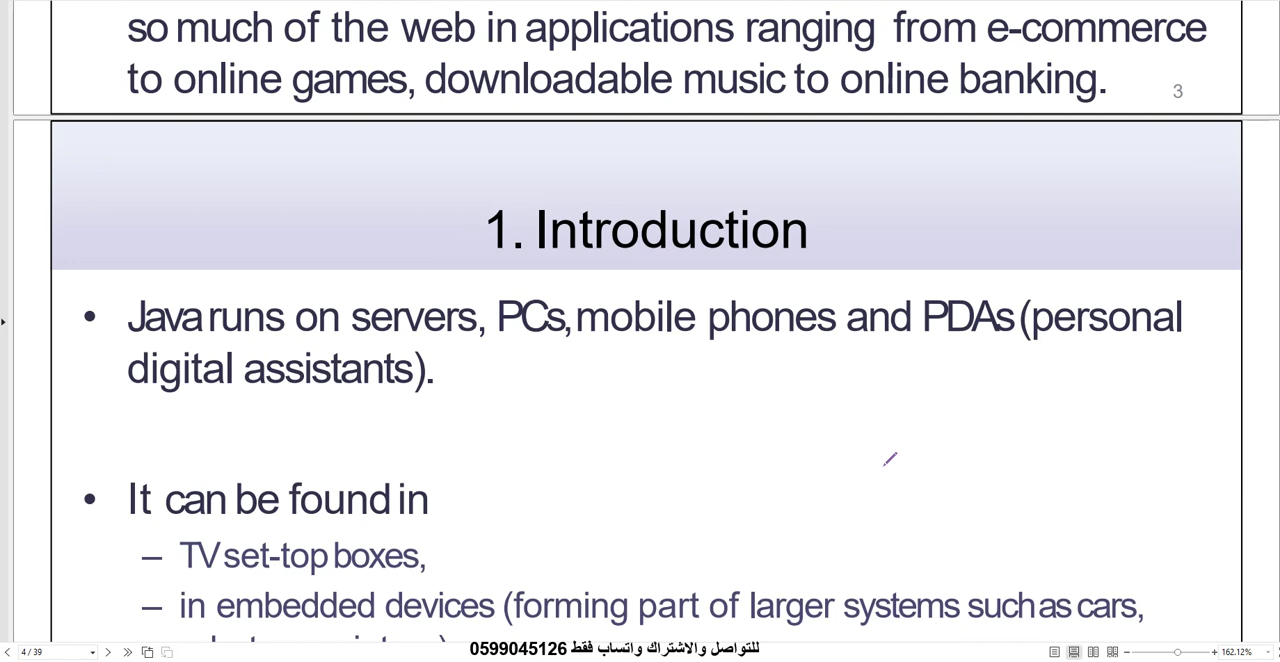 so much of the web in applications ranging from e-commerce
to online games, downloadable music to online banking.
3
1. Introduction
• Java runs on servers, PCs, mobile phones and PDAs (personal
digital assistants).
• It can be found in
– TV set-top boxes,
– in embedded devices (forming part of larger systems such as cars,
4 / 39
للتواصل والاشتراك واتساب فقط 0599045126
162.12%